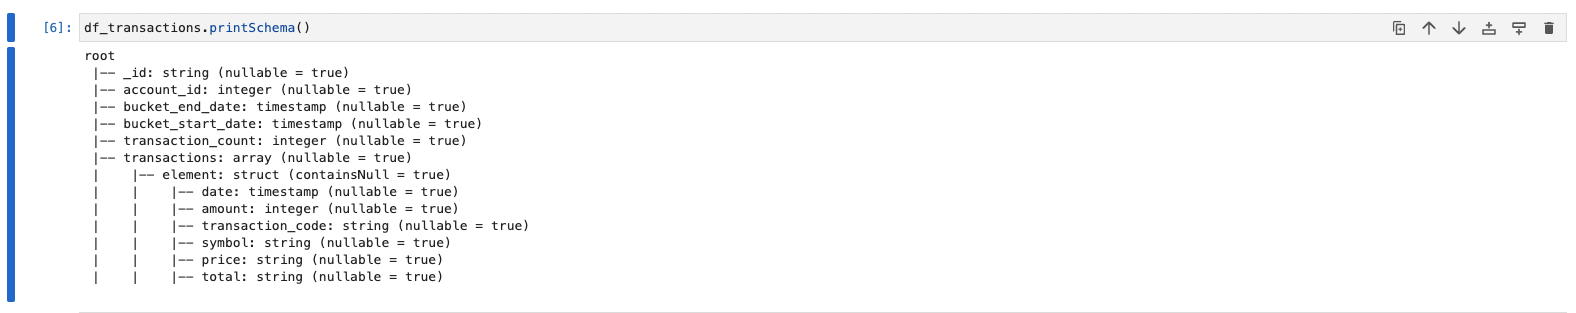 [6]: df_transactions.printSchema()
root
 |-- _id: string (nullable = true)
 |-- account_id: integer (nullable = true)
 |-- bucket_end_date: timestamp (nullable = true)
 |-- bucket_start_date: timestamp (nullable = true)
 |-- transaction_count: integer (nullable = true)
 |-- transactions: array (nullable = true)
 |    |-- element: struct (containsNull = true)
 |    |    |-- date: timestamp (nullable = true)
 |    |    |-- amount: integer (nullable = true)
 |    |    |-- transaction_code: string (nullable = true)
 |    |    |-- symbol: string (nullable = true)
 |    |    |-- price: string (nullable = true)
 |    |    |-- total: string (nullable = true)